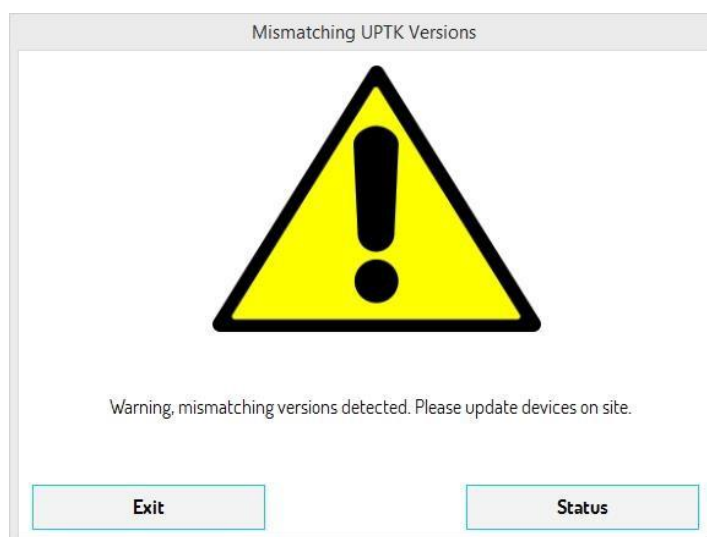 Mismatching UPTK Versions
Warning, mismatching versions detected. Please update devices on site.
Exit
Status